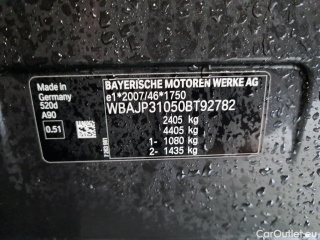 BAYERISCHE MOTOREN WERKE AG
e1*2007/46*1750
WBAJP31050BT92782
2405 kg
4405 kg
1- 1080 kg
2- 1435 kg
Made in
Germany
520d
A90
0.51
CarOutlet.eu